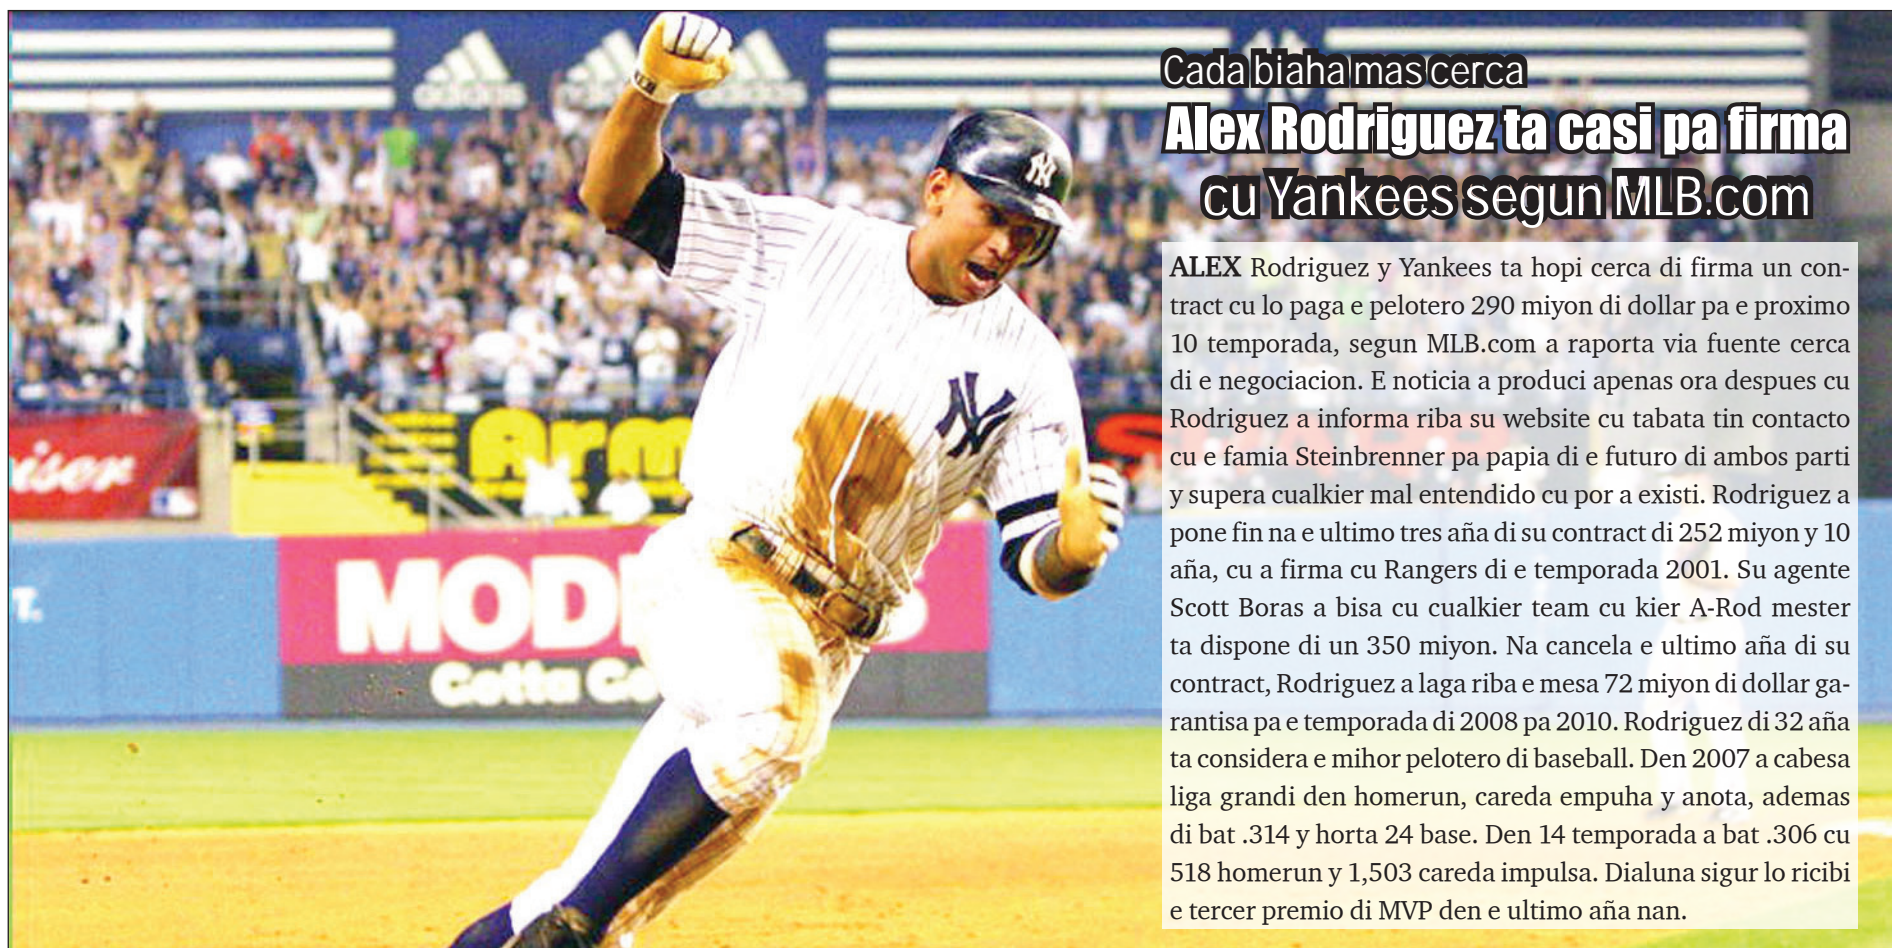 adidas
adidas
adidas
Cada biaha mas cerca
Alex Rodriguez ta casi pa firma
cu Yankees segun MLB.com
ALEX Rodriguez y Yankees ta hopi cerca di firma un con-
tract cu lo paga e pelotero 290 miyon di dollar pa e proximo
10 temporada, segun MLB.com a raporta via fuente cerca
di e negociacion. E noticia a produci apenas ora despues cu
Rodriguez a informa riba su website cu tabata tin contacto
cu e famia Steinbrenner pa papia di e futuro di ambos parti
y supera cualkier mal entendido cu por a existi. Rodriguez a
pone fin na e ultimo tres aña di su contract di 252 miyon y 10
aña, cu a firma cu Rangers di e temporada 2001. Su agente
Scott Boras a bisa cu cualkier team cu kier A-Rod mester
ta dispone di un 350 miyon. Na cancela e ultimo aña di su
contract, Rodriguez a laga riba e mesa 72 miyon di dollar ga-
rantisa pa e temporada di 2008 pa 2010. Rodriguez di 32 aña
ta considera e mihor pelotero di baseball. Den 2007 a cabesa
liga grandi den homerun, careda empuha y anota, ademas
di bat .314 y horta 24 base. Den 14 temporada a bat .306 cu
518 homerun y 1,503 careda impulsa. Dialuna sigur lo ricibi
e tercer premio di MVP den e ultimo aña nan.
NY
NY
iser
Arm
T.
MOD S
Gotta Go